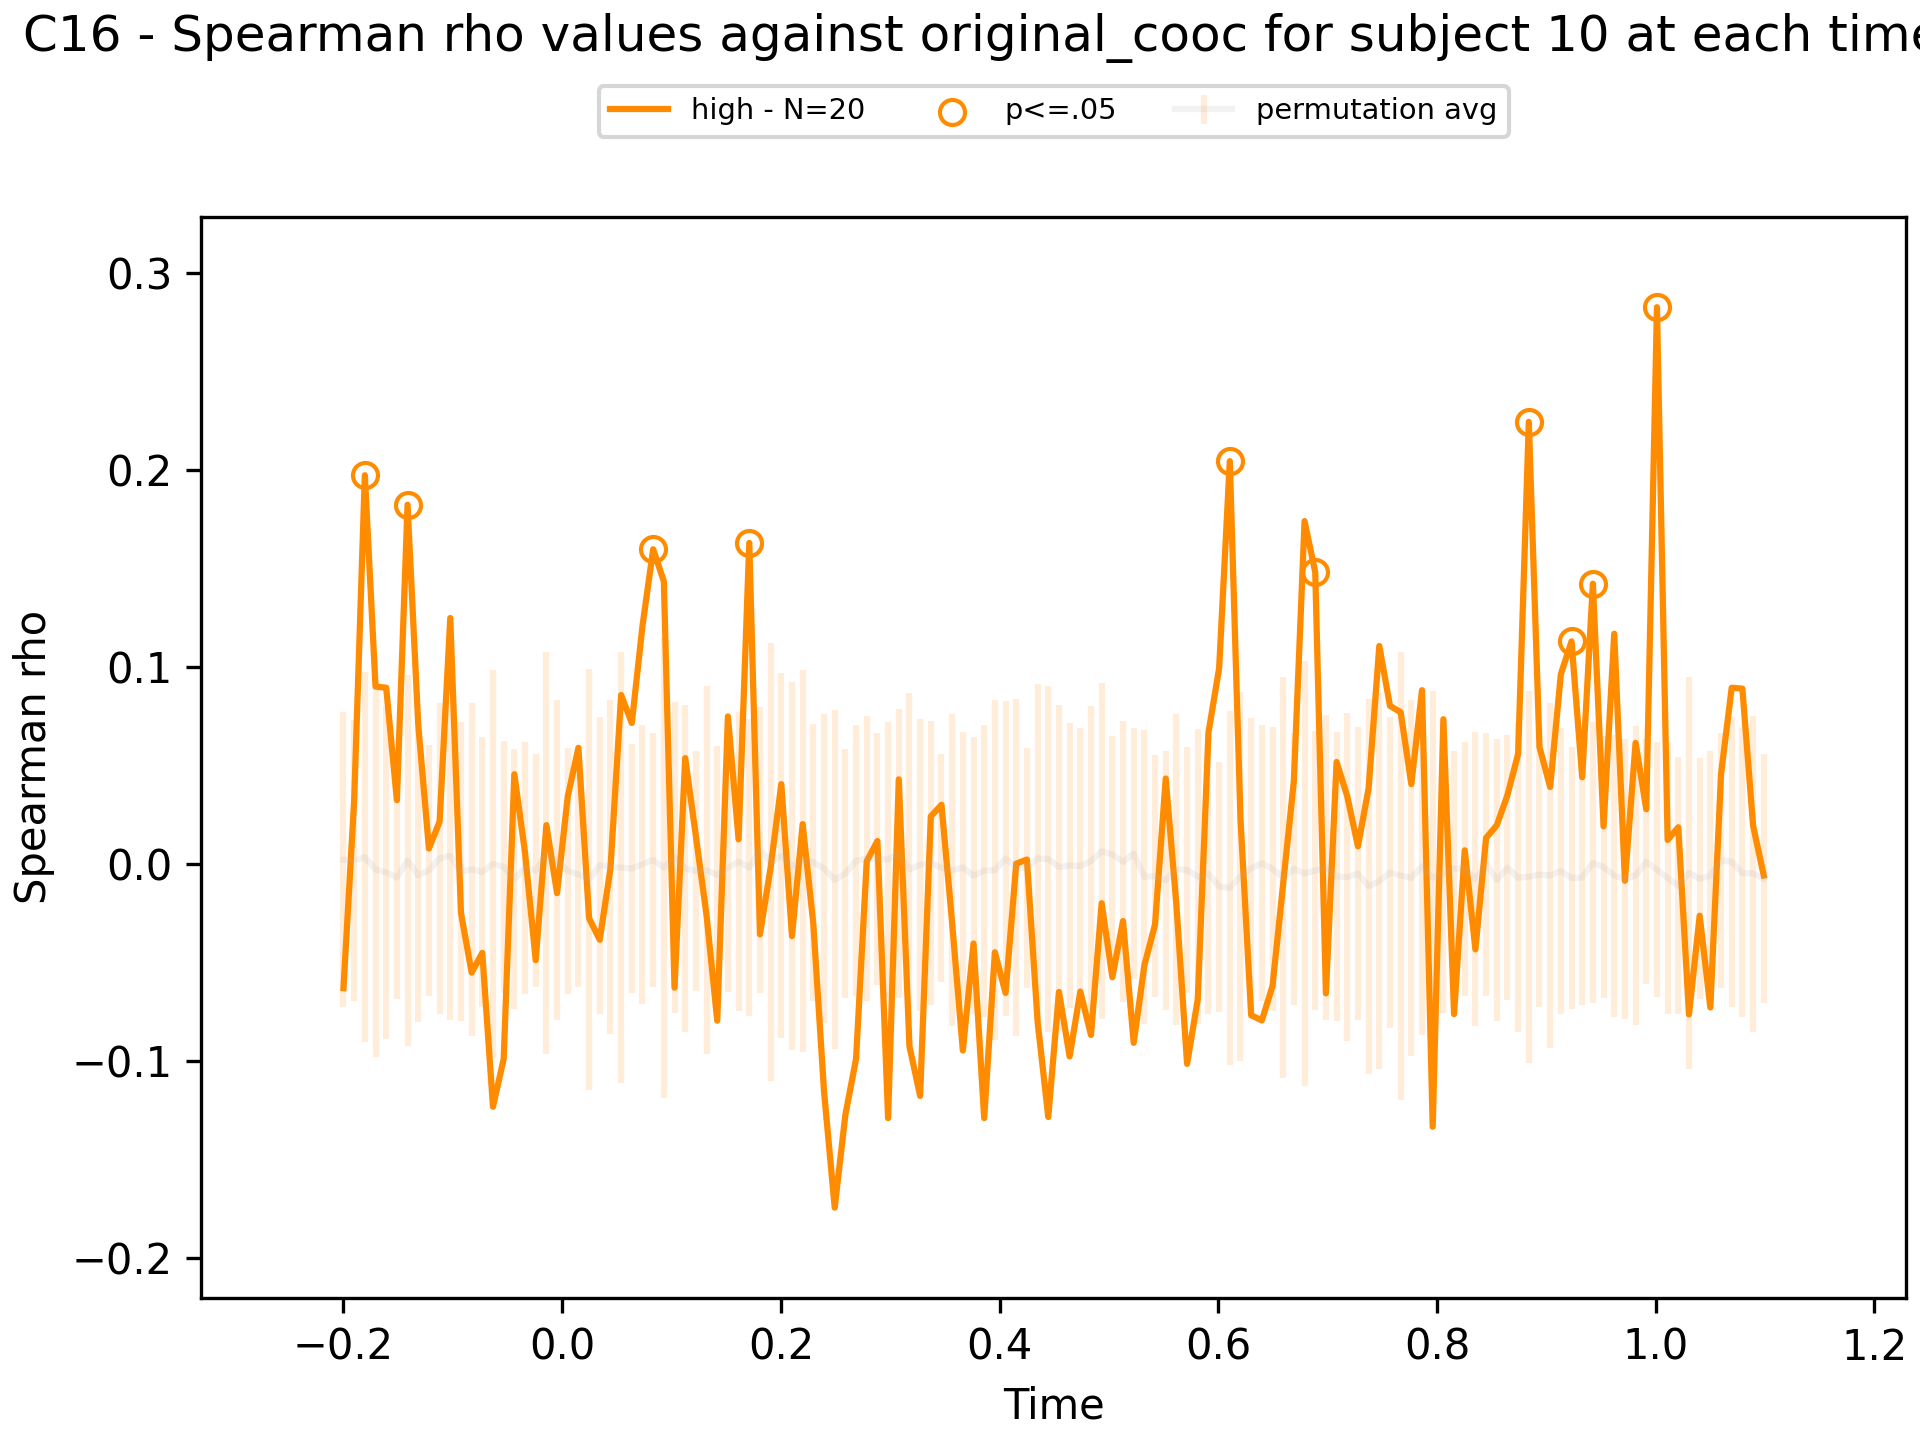 C16 - Spearman rho values against original_cooc for subject 10 at each time
high - N=20 p<=.05 permutation avg
0.3
0.2
0.1
0.0
−0.1
−0.2
Spearman rho
−0.2 0.0 0.2 0.4 0.6 0.8 1.0 1.2
Time